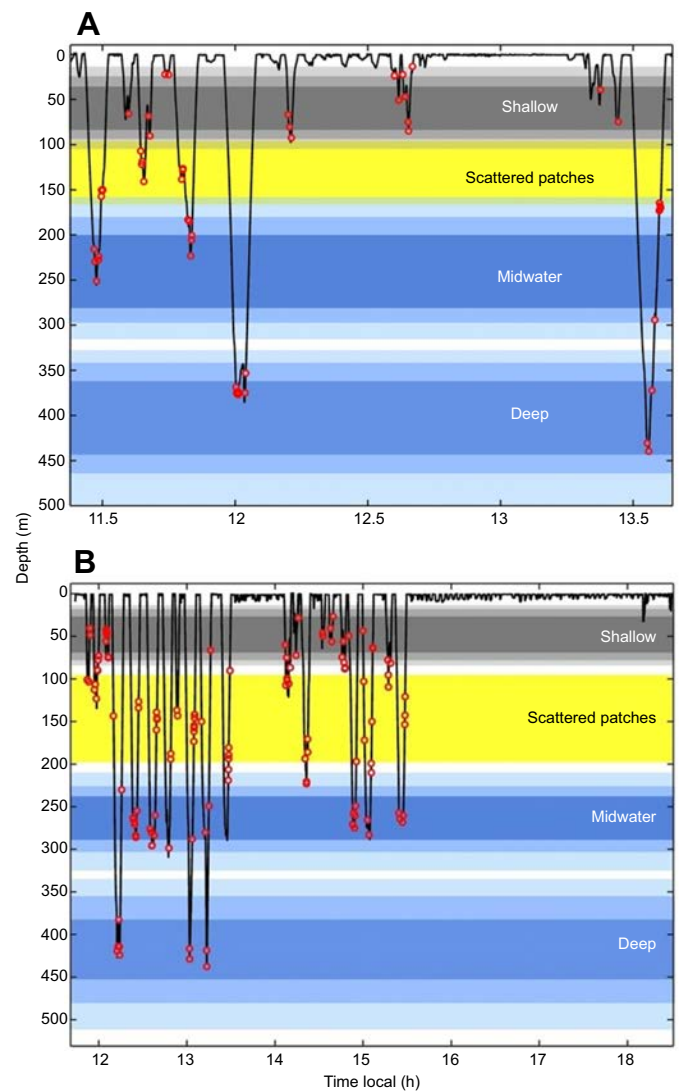 A
0
50
100
150
200
250
300
350
400
450
500
Shallow
Scattered patches
Midwater
Deep
11.5 12 12.5 13 13.5
Depth (m)
B
0
50
100
150
200
250
300
350
400
450
500
Shallow
Scattered patches
Midwater
Deep
12 13 14 15 16 17 18
Time local (h)